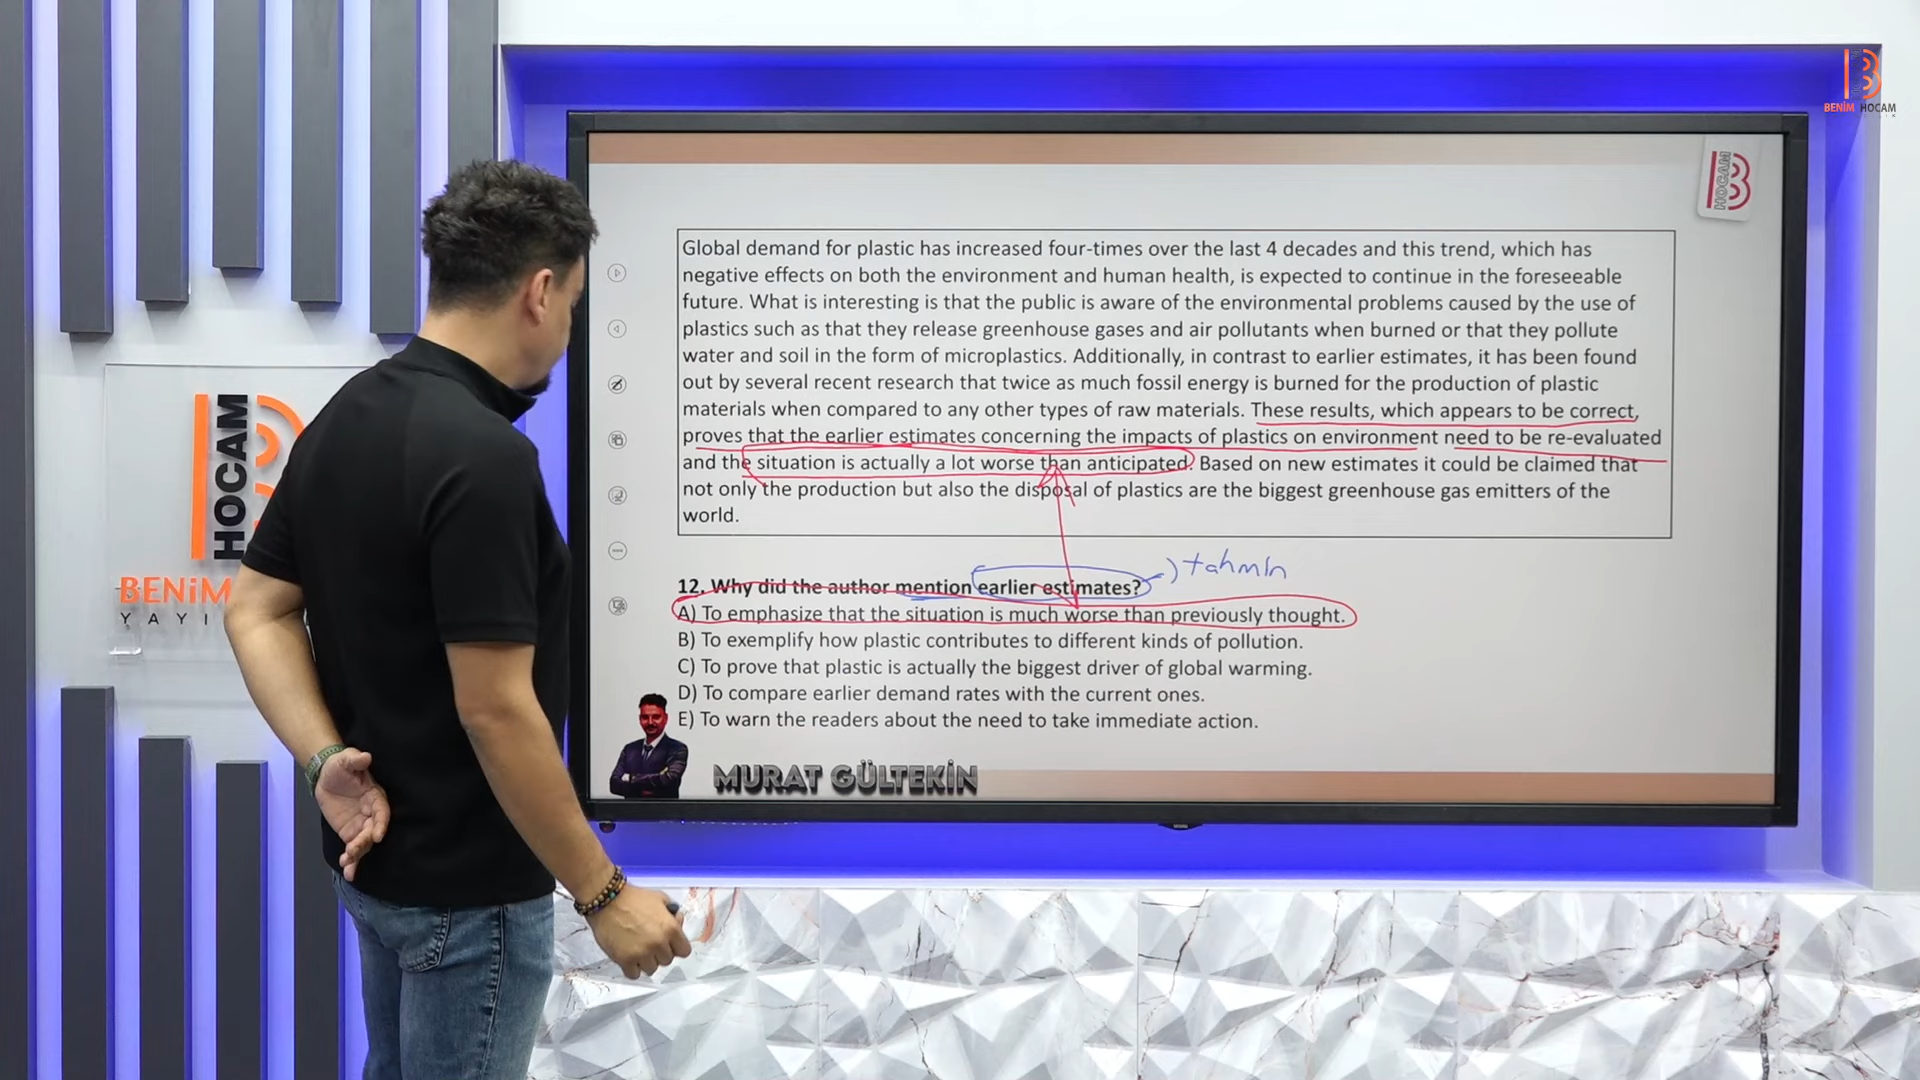 BENİM HOCAM
HOCAM
Global demand for plastic has increased four-times over the last 4 decades and this trend, which has
negative effects on both the environment and human health, is expected to continue in the foreseeable
future. What is interesting is that the public is aware of the environmental problems caused by the use of
plastics such as that they release greenhouse gases and air pollutants when burned or that they pollute
water and soil in the form of microplastics. Additionally, in contrast to earlier estimates, it has been found
out by several recent research that twice as much fossil energy is burned for the production of plastic
materials when compared to any other types of raw materials. These results, which appears to be correct,
proves that the earlier estimates concerning the impacts of plastics on environment need to be re-evaluated
and the situation is actually a lot worse than anticipated. Based on new estimates it could be claimed that
not only the production but also the disposal of plastics are the biggest greenhouse gas emitters of the
world.
tahmin
12. Why did the author mention earlier estimates?
A) To emphasize that the situation is much worse than previously thought.
B) To exemplify how plastic contributes to different kinds of pollution.
C) To prove that plastic is actually the biggest driver of global warming.
D) To compare earlier demand rates with the current ones.
E) To warn the readers about the need to take immediate action.
MURAT GÜLTEKİN
HOCAM
BENİM
YAYI